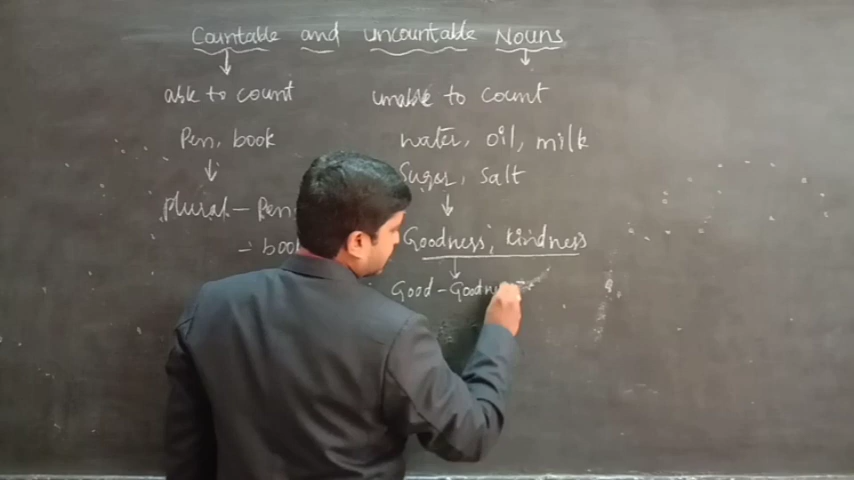 Countable and uncountable Nouns
able to count
unable to count
Pen, book
water, oil, milk
Sugar, salt
plural - Pen
- book
Goodness, kindness
Good -